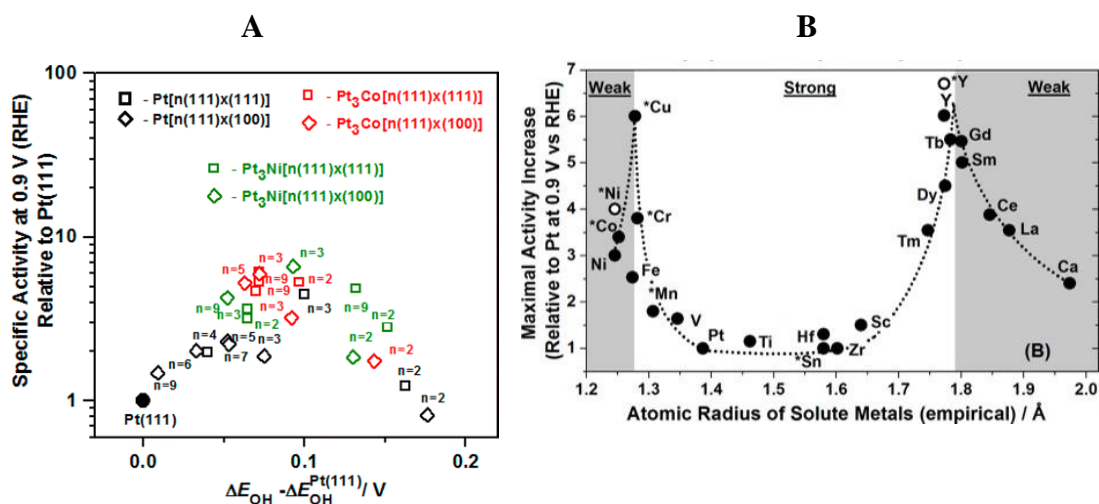 A
B
Specific Activity at 0.9 V (RHE)
Relative to Pt(111)
100
10
1
- Pt[n(111)x(111)]
- Pt[n(111)x(100)]
- Pt₃Co[n(111)x(111)]
- Pt₃Co[n(111)x(100)]
- Pt₃Ni[n(111)x(111)]
- Pt₃Ni[n(111)x(100)]
n=3
n=3
n=5
n=9
n=2
n=9
n=3
n=9
n=3
n=3
n=2
n=9
n=2
n=4
n=5
n=3
n=7
n=6
n=9
n=2
n=2
n=2
n=2
Pt(111)
0.0
0.1
0.2
ΔE_OH -ΔE_OH^Pt(111)/ V
Maximal Activity Increase
(Relative to Pt at 0.9 V vs RHE)
7
6
5
4
3
2
1
Weak
Strong
Weak
*Cu
*Y
Y
Tb
Gd
Sm
*Ni
*Co
*Cr
Dy
Ce
Ni
Fe
Tm
La
*Mn
Ca
V
Pt
Ti
Hf
Sc
*Sn
Zr
(B)
1.2 1.3 1.4 1.5 1.6 1.7 1.8 1.9 2.0
Atomic Radius of Solute Metals (empirical) / Å